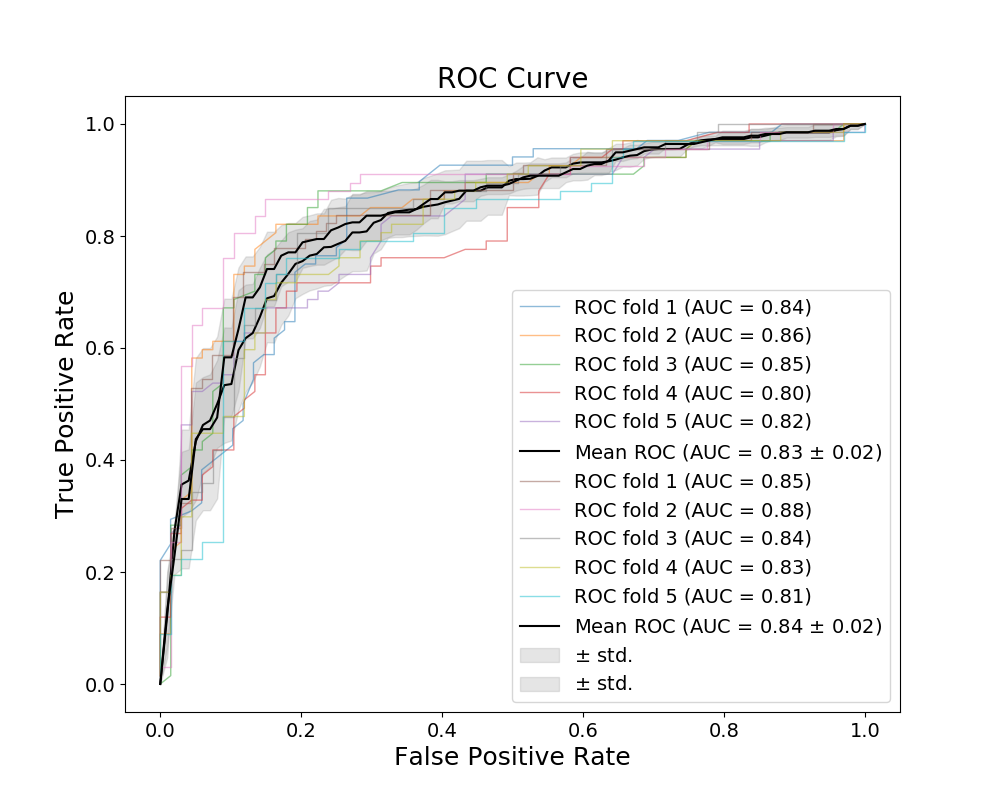 ROC Curve
True Positive Rate
1.0
0.8
0.6
0.4
0.2
0.0
ROC fold 1 (AUC = 0.84)
ROC fold 2 (AUC = 0.86)
ROC fold 3 (AUC = 0.85)
ROC fold 4 (AUC = 0.80)
ROC fold 5 (AUC = 0.82)
Mean ROC (AUC = 0.83 ± 0.02)
ROC fold 1 (AUC = 0.85)
ROC fold 2 (AUC = 0.88)
ROC fold 3 (AUC = 0.84)
ROC fold 4 (AUC = 0.83)
ROC fold 5 (AUC = 0.81)
Mean ROC (AUC = 0.84 ± 0.02)
± std.
± std.
0.0 0.2 0.4 0.6 0.8 1.0
False Positive Rate